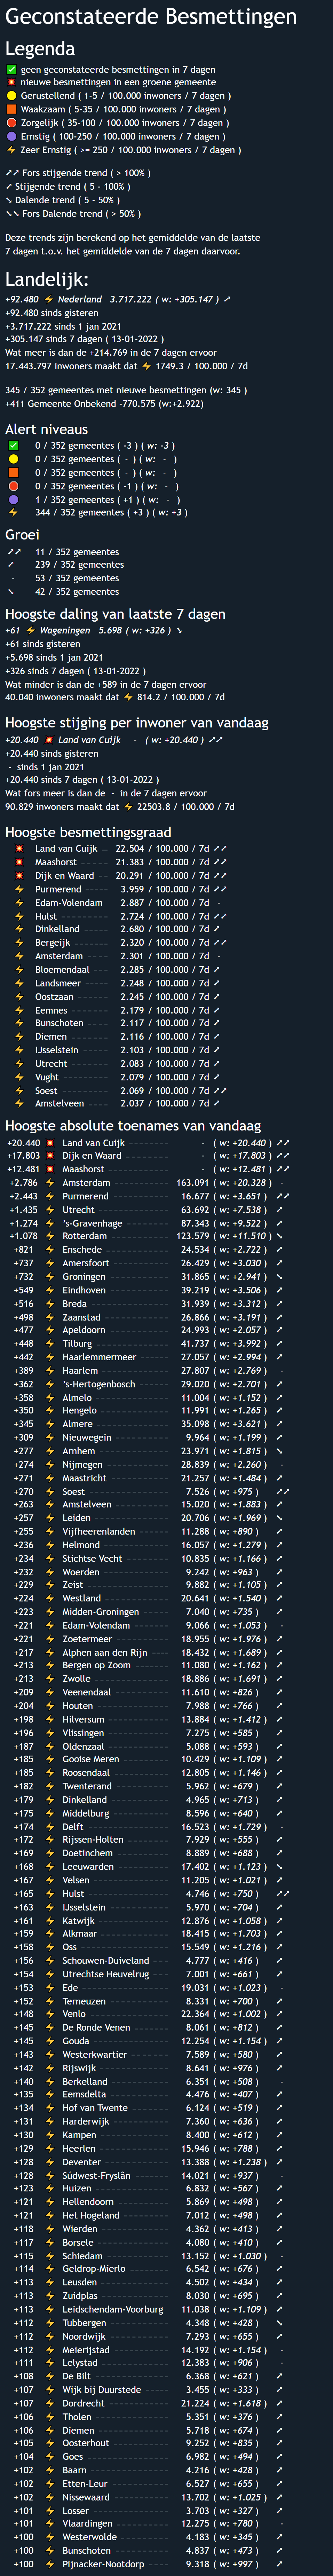 Geconstateerde Besmettingen
Legenda
✅ geen geconstateerde besmettingen in 7 dagen
💥 nieuwe besmettingen in een groene gemeente
🟡 Gerustellend ( 1-5 / 100.000 inwoners / 7 dagen )
🟧 Waakzaam ( 5-35 / 100.000 inwoners / 7 dagen )
🔴 Zorgelijk ( 35-100 / 100.000 inwoners / 7 dagen )
🟣 Ernstig ( 100-250 / 100.000 inwoners / 7 dagen )
⚡ Zeer Ernstig ( >= 250 / 100.000 inwoners / 7 dagen )
⤤⤤ Fors stijgende trend ( > 100% )
⤤ Stijgende trend ( 5 - 100% )
⤥ Dalende trend ( 5 - 50% )
⤥⤥ Fors Dalende trend ( > 50% )
Deze trends zijn berekend op het gemiddelde van de laatste
7 dagen t.o.v. het gemiddelde van de 7 dagen daarvoor.
Landelijk:
+92.480 ⚡ Nederland 3.717.222 ( w: +305.147 ) ⤤
+92.480 sinds gisteren
+3.717.222 sinds 1 jan 2021
+305.147 sinds 7 dagen ( 13-01-2022 )
Wat meer is dan de +214.769 in de 7 dagen ervoor
17.443.797 inwoners maakt dat ⚡ 1749.3 / 100.000 / 7d
345 / 352 gemeentes met nieuwe besmettingen (w: 345 )
+411 Gemeente Onbekend -770.575 (w:+2.922)
Alert niveaus
✅ 0 / 352 gemeentes ( -3 ) ( w: -3 )
🟡 0 / 352 gemeentes ( - ) ( w: - )
🟧 0 / 352 gemeentes ( - ) ( w: - )
🔴 0 / 352 gemeentes ( -1 ) ( w: - )
🟣 1 / 352 gemeentes ( +1 ) ( w: - )
⚡ 344 / 352 gemeentes ( +3 ) ( w: +3 )
Groei
⤤⤤ 11 / 352 gemeentes
⤤ 239 / 352 gemeentes
- 53 / 352 gemeentes
⤥ 42 / 352 gemeentes
Hoogste daling van laatste 7 dagen
+61 ⚡ Wageningen 5.698 ( w: +326 ) ⤥
+61 sinds gisteren
+5.698 sinds 1 jan 2021
+326 sinds 7 dagen ( 13-01-2022 )
Wat minder is dan de +589 in de 7 dagen ervoor
40.040 inwoners maakt dat ⚡ 814.2 / 100.000 / 7d
Hoogste stijging per inwoner van vandaag
+20.440 💥 Land van Cuijk - ( w: +20.440 ) ⤤⤤
+20.440 sinds gisteren
- sinds 1 jan 2021
+20.440 sinds 7 dagen ( 13-01-2022 )
Wat fors meer is dan de - in de 7 dagen ervoor
90.829 inwoners maakt dat ⚡ 22503.8 / 100.000 / 7d
Hoogste besmettingsgraad
💥 Land van Cuijk 22.504 / 100.000 / 7d ⤤⤤
💥 Maashorst 21.383 / 100.000 / 7d ⤤⤤
💥 Dijk en Waard 20.291 / 100.000 / 7d ⤤⤤
⚡ Purmerend 3.959 / 100.000 / 7d ⤤⤤
⚡ Edam-Volendam 2.887 / 100.000 / 7d -
⚡ Hulst 2.724 / 100.000 / 7d ⤤⤤
⚡ Dinkelland 2.680 / 100.000 / 7d ⤤
⚡ Bergeijk 2.320 / 100.000 / 7d ⤤⤤
⚡ Amsterdam 2.301 / 100.000 / 7d -
⚡ Bloemendaal 2.285 / 100.000 / 7d ⤤
⚡ Landsmeer 2.248 / 100.000 / 7d ⤤
⚡ Oostzaan 2.245 / 100.000 / 7d ⤤
⚡ Eemnes 2.179 / 100.000 / 7d ⤤
⚡ Bunschoten 2.117 / 100.000 / 7d ⤤
⚡ Diemen 2.116 / 100.000 / 7d ⤤
⚡ IJsselstein 2.103 / 100.000 / 7d ⤤
⚡ Utrecht 2.083 / 100.000 / 7d ⤤
⚡ Vught 2.079 / 100.000 / 7d ⤤
⚡ Soest 2.069 / 100.000 / 7d ⤤⤤
⚡ Amstelveen 2.037 / 100.000 / 7d ⤤
Hoogste absolute toenames van vandaag
+20.440 💥 Land van Cuijk - ( w: +20.440 ) ⤤⤤
+17.803 💥 Dijk en Waard - ( w: +17.803 ) ⤤⤤
+12.481 💥 Maashorst - ( w: +12.481 ) ⤤⤤
+2.786 ⚡ Amsterdam 163.091 ( w: +20.328 ) -
+2.443 ⚡ Purmerend 16.677 ( w: +3.651 ) ⤤⤤
+1.435 ⚡ Utrecht 63.692 ( w: +7.538 ) ⤤
+1.274 ⚡ 's-Gravenhage 87.343 ( w: +9.522 ) ⤤
+1.078 ⚡ Rotterdam 123.579 ( w: +11.510 ) ⤥
+821 ⚡ Enschede 24.534 ( w: +2.722 ) ⤤
+737 ⚡ Amersfoort 26.429 ( w: +3.030 ) ⤤
+732 ⚡ Groningen 31.865 ( w: +2.941 ) ⤥
+549 ⚡ Eindhoven 39.219 ( w: +3.506 ) ⤤
+516 ⚡ Breda 31.939 ( w: +3.312 ) ⤤
+498 ⚡ Zaanstad 26.866 ( w: +3.191 ) ⤤
+477 ⚡ Apeldoorn 24.993 ( w: +2.057 ) ⤤
+448 ⚡ Tilburg 41.737 ( w: +3.992 ) ⤤
+442 ⚡ Haarlemmermeer 27.057 ( w: +2.994 ) ⤤
+389 ⚡ Haarlem 27.807 ( w: +2.769 ) -
+362 ⚡ 's-Hertogenbosch 29.020 ( w: +2.701 ) ⤤
+358 ⚡ Almelo 11.004 ( w: +1.152 ) ⤤
+350 ⚡ Hengelo 11.991 ( w: +1.265 ) ⤤
+345 ⚡ Almere 35.098 ( w: +3.621 ) ⤤
+309 ⚡ Nieuwegein 9.964 ( w: +1.199 ) ⤤
+277 ⚡ Arnhem 23.971 ( w: +1.815 ) ⤥
+274 ⚡ Nijmegen 28.839 ( w: +2.260 ) -
+271 ⚡ Maastricht 21.257 ( w: +1.484 ) ⤤
+270 ⚡ Soest 7.526 ( w: +975 ) ⤤⤤
+263 ⚡ Amstelveen 15.020 ( w: +1.883 ) ⤤
+257 ⚡ Leiden 20.706 ( w: +1.969 ) ⤥
+255 ⚡ Vijfheerenlanden 11.288 ( w: +890 ) ⤤
+236 ⚡ Helmond 16.057 ( w: +1.279 ) ⤤
+234 ⚡ Stichtse Vecht 10.835 ( w: +1.166 ) ⤤
+232 ⚡ Woerden 9.242 ( w: +963 ) ⤤
+229 ⚡ Zeist 9.882 ( w: +1.105 ) ⤤
+224 ⚡ Westland 20.641 ( w: +1.540 ) ⤤
+223 ⚡ Midden-Groningen 7.040 ( w: +735 ) ⤤
+221 ⚡ Edam-Volendam 9.066 ( w: +1.053 ) -
+221 ⚡ Zoetermeer 18.955 ( w: +1.976 ) ⤤
+217 ⚡ Alphen aan den Rijn 18.432 ( w: +1.689 ) ⤤
+213 ⚡ Bergen op Zoom 11.080 ( w: +1.162 ) ⤤
+213 ⚡ Zwolle 18.886 ( w: +1.691 ) ⤤
+209 ⚡ Veenendaal 11.610 ( w: +826 ) ⤤
+204 ⚡ Houten 7.988 ( w: +766 ) ⤤
+198 ⚡ Hilversum 13.884 ( w: +1.412 ) ⤤
+196 ⚡ Vlissingen 7.275 ( w: +585 ) ⤤
+187 ⚡ Oldenzaal 5.088 ( w: +593 ) ⤤
+185 ⚡ Gooise Meren 10.429 ( w: +1.109 ) ⤤
+185 ⚡ Roosendaal 12.805 ( w: +1.146 ) ⤤
+182 ⚡ Twenterand 5.962 ( w: +679 ) ⤤
+179 ⚡ Dinkelland 4.965 ( w: +713 ) ⤤
+175 ⚡ Middelburg 8.596 ( w: +640 ) ⤤
+174 ⚡ Delft 16.523 ( w: +1.729 ) -
+172 ⚡ Rijssen-Holten 7.929 ( w: +555 ) ⤤
+169 ⚡ Doetinchem 8.889 ( w: +688 ) ⤤
+168 ⚡ Leeuwarden 17.402 ( w: +1.123 ) ⤥
+167 ⚡ Velsen 11.205 ( w: +1.021 ) ⤤
+165 ⚡ Hulst 4.746 ( w: +750 ) ⤤⤤
+163 ⚡ IJsselstein 5.970 ( w: +704 ) ⤤
+161 ⚡ Katwijk 12.876 ( w: +1.058 ) ⤤
+159 ⚡ Alkmaar 18.415 ( w: +1.703 ) ⤤
+158 ⚡ Oss 15.549 ( w: +1.216 ) ⤤
+156 ⚡ Schouwen-Duiveland 4.777 ( w: +416 ) ⤤
+154 ⚡ Utrechtse Heuvelrug 7.001 ( w: +661 ) ⤤
+153 ⚡ Ede 19.031 ( w: +1.023 ) -
+152 ⚡ Terneuzen 8.331 ( w: +700 ) ⤤
+148 ⚡ Venlo 22.364 ( w: +1.002 ) ⤤
+145 ⚡ De Ronde Venen 8.061 ( w: +812 ) ⤤
+145 ⚡ Gouda 12.254 ( w: +1.154 ) ⤤
+143 ⚡ Westerkwartier 7.589 ( w: +580 ) ⤤
+142 ⚡ Rijswijk 8.641 ( w: +976 ) ⤤
+140 ⚡ Berkelland 6.351 ( w: +508 ) -
+135 ⚡ Eemsdelta 4.476 ( w: +407 ) ⤤
+134 ⚡ Hof van Twente 6.124 ( w: +519 ) ⤤
+131 ⚡ Harderwijk 7.360 ( w: +636 ) ⤤
+130 ⚡ Kampen 8.400 ( w: +612 ) ⤤
+129 ⚡ Heerlen 15.946 ( w: +788 ) ⤤
+128 ⚡ Deventer 13.388 ( w: +1.238 ) ⤤
+128 ⚡ Súdwest-Fryslân 14.021 ( w: +937 ) -
+123 ⚡ Huizen 6.832 ( w: +567 ) ⤤
+121 ⚡ Hellendoorn 5.869 ( w: +498 ) ⤤
+121 ⚡ Het Hogeland 7.012 ( w: +498 ) ⤤
+118 ⚡ Wierden 4.362 ( w: +413 ) ⤤
+117 ⚡ Borsele 4.080 ( w: +410 ) ⤤
+115 ⚡ Schiedam 13.152 ( w: +1.030 ) -
+114 ⚡ Geldrop-Mierlo 6.542 ( w: +676 ) ⤤
+113 ⚡ Leusden 4.502 ( w: +434 ) ⤤
+113 ⚡ Zuidplas 8.030 ( w: +695 ) ⤤
+113 ⚡ Leidschendam-Voorburg 11.038 ( w: +1.109 ) ⤤
+112 ⚡ Tubbergen 4.348 ( w: +428 ) ⤥
+112 ⚡ Noordwijk 7.293 ( w: +655 ) ⤤
+112 ⚡ Meierijstad 14.192 ( w: +1.154 ) -
+111 ⚡ Lelystad 12.383 ( w: +906 ) -
+108 ⚡ De Bilt 6.368 ( w: +621 ) ⤤
+107 ⚡ Wijk bij Duurstede 3.455 ( w: +333 ) ⤤
+107 ⚡ Dordrecht 21.224 ( w: +1.618 ) ⤤
+106 ⚡ Tholen 5.351 ( w: +376 ) ⤤
+106 ⚡ Diemen 5.718 ( w: +674 ) ⤤
+105 ⚡ Oosterhout 9.252 ( w: +835 ) ⤤
+104 ⚡ Goes 6.982 ( w: +494 ) ⤤
+102 ⚡ Baarn 4.216 ( w: +428 ) ⤤
+102 ⚡ Etten-Leur 6.527 ( w: +655 ) ⤤
+102 ⚡ Nissewaard 13.702 ( w: +1.025 ) ⤤
+101 ⚡ Losser 3.703 ( w: +327 ) ⤤
+101 ⚡ Vlaardingen 12.275 ( w: +780 ) -
+100 ⚡ Westerwolde 4.183 ( w: +345 ) ⤤
+100 ⚡ Bunschoten 4.837 ( w: +473 ) ⤤
+100 ⚡ Pijnacker-Nootdorp 9.318 ( w: +997 ) ⤤